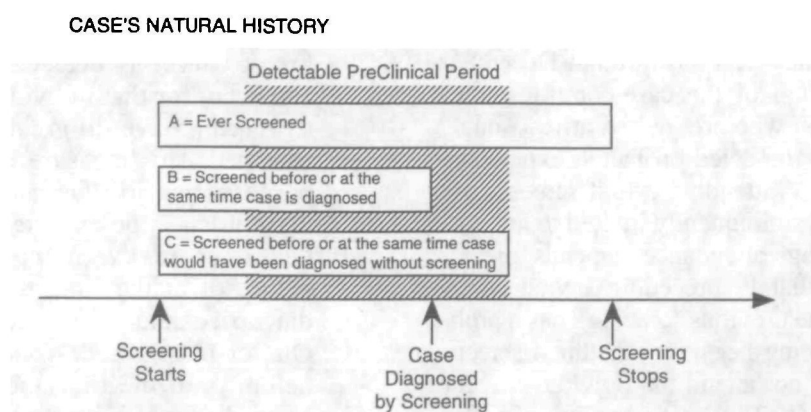 CASE'S NATURAL HISTORY
Detectable PreClinical Period
A = Ever Screened
B = Screened before or at the
same time case is diagnosed
C = Screened before or at the same time case
would have been diagnosed without screening
Screening
Starts
Case
Diagnosed
by Screening
Screening
Stops